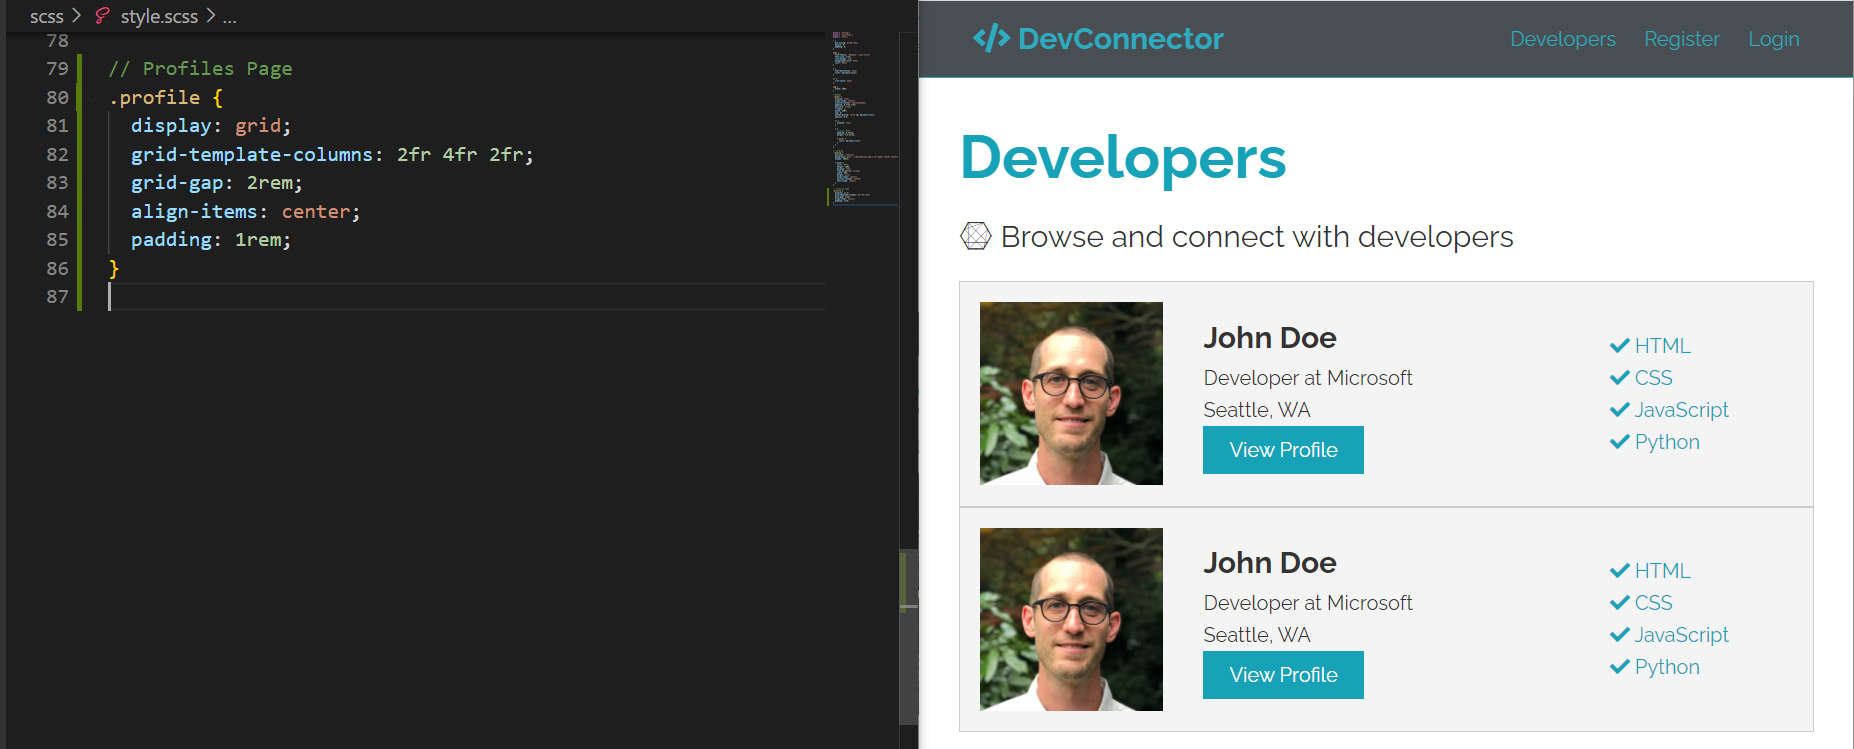 scss > style.scss > ...
78
79 // Profiles Page
80 .profile {
81 display: grid;
82 grid-template-columns: 2fr 4fr 2fr;
83 grid-gap: 2rem;
84 align-items: center;
85 padding: 1rem;
86 }
87
</> DevConnector
Developers Register Login
Developers
Browse and connect with developers
John Doe
Developer at Microsoft
Seattle, WA
View Profile
HTML
CSS
JavaScript
Python
John Doe
Developer at Microsoft
Seattle, WA
View Profile
HTML
CSS
JavaScript
Python